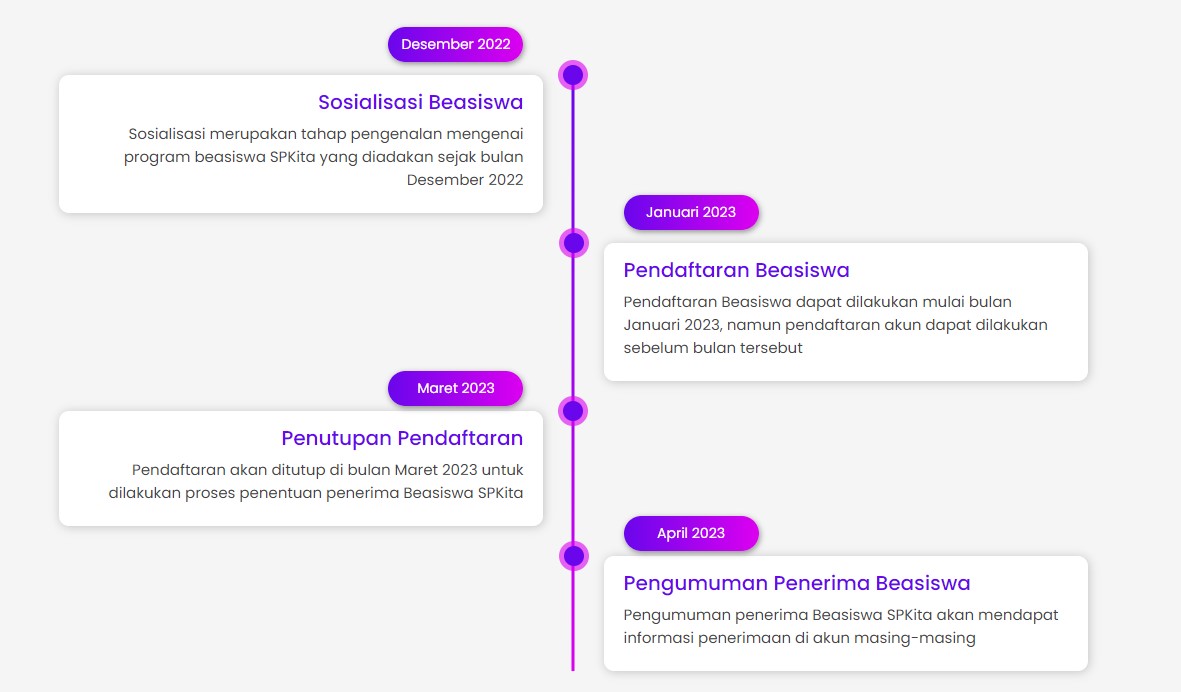 Desember 2022
Sosialisasi Beasiswa
Sosialisasi merupakan tahap pengenalan mengenai
program beasiswa SPKita yang diadakan sejak bulan
Desember 2022
Januari 2023
Pendaftaran Beasiswa
Pendaftaran Beasiswa dapat dilakukan mulai bulan
Januari 2023, namun pendaftaran akun dapat dilakukan
sebelum bulan tersebut
Maret 2023
Penutupan Pendaftaran
Pendaftaran akan ditutup di bulan Maret 2023 untuk
dilakukan proses penentuan penerima Beasiswa SPKita
April 2023
Pengumuman Penerima Beasiswa
Pengumuman penerima Beasiswa SPKita akan mendapat
informasi penerimaan di akun masing-masing